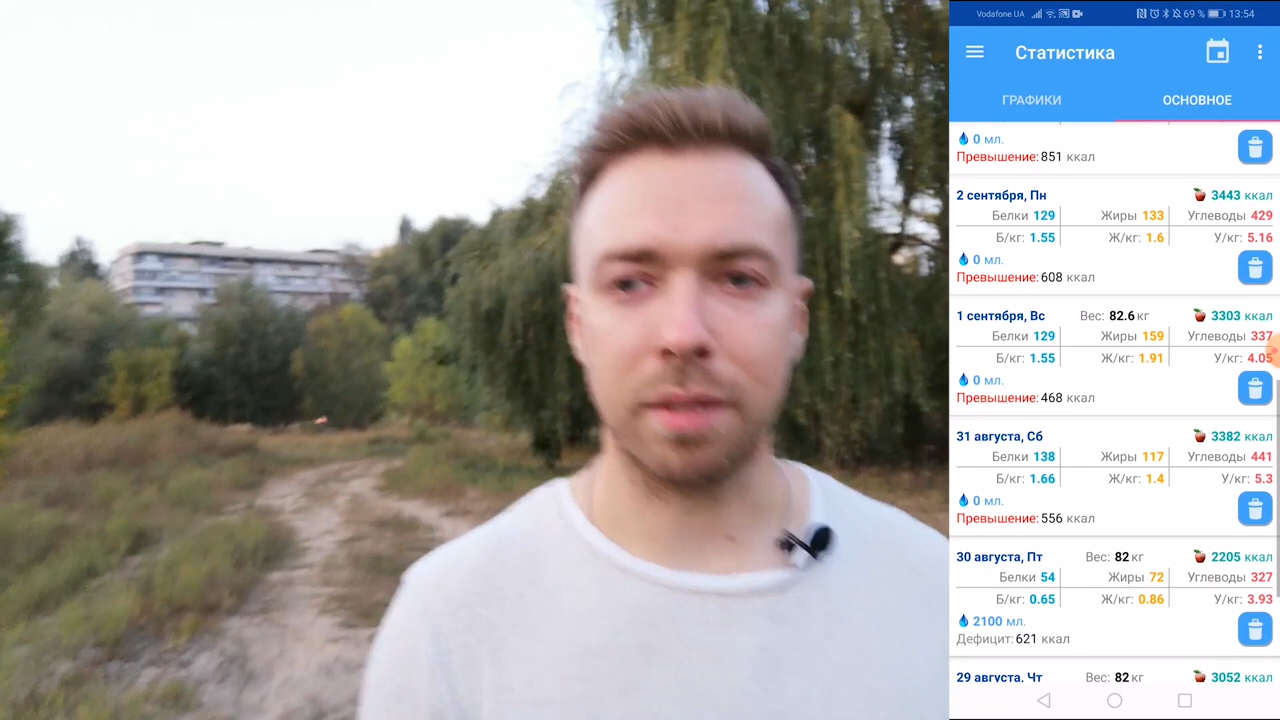 Vodafone UA 69 % 13:54
Статистика
ГРАФИКИ ОСНОВНОЕ
0 мл.
Превышение: 851 ккал
2 сентября, Пн 3443 ккал
Белки 129 Жиры 133 Углеводы 429
Б/кг: 1.55 Ж/кг: 1.6 У/кг: 5.16
0 мл.
Превышение: 608 ккал
1 сентября, Вс Вес: 82.6 кг 3303 ккал
Белки 129 Жиры 159 Углеводы 337
Б/кг: 1.55 Ж/кг: 1.91 У/кг: 4.05
0 мл.
Превышение: 468 ккал
31 августа, Сб 3382 ккал
Белки 138 Жиры 117 Углеводы 441
Б/кг: 1.66 Ж/кг: 1.4 У/кг: 5.3
0 мл.
Превышение: 556 ккал
30 августа, Пт Вес: 82 кг 2205 ккал
Белки 54 Жиры 72 Углеводы 327
Б/кг: 0.65 Ж/кг: 0.86 У/кг: 3.93
2100 мл.
Дефицит: 621 ккал
29 августа, Чт Вес: 82 кг 3052 ккал